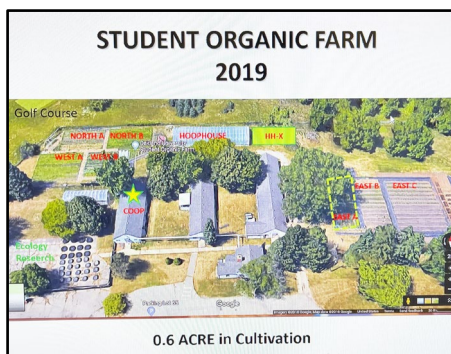 STUDENT ORGANIC FARM
2019
Golf Course
NORTH A NORTH B HOOPHOUSE HH-X
WEST A WEST B
EAST B EAST C
COOP
Ecology
Research
Google
0.6 ACRE in Cultivation